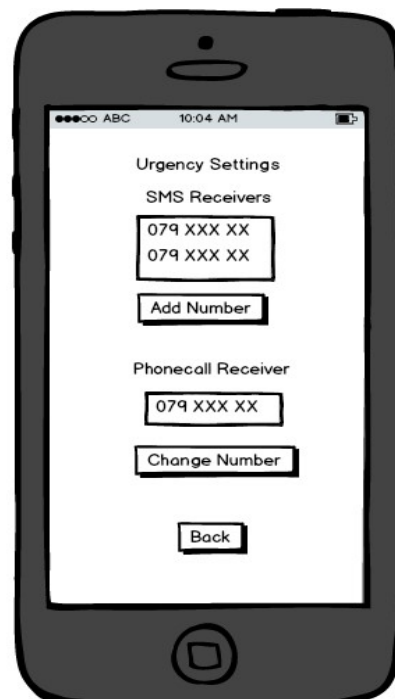 ABC 10:04 AM
Urgency Settings
SMS Receivers
079 XXX XX
079 XXX XX
Add Number
Phonecall Receiver
079 XXX XX
Change Number
Back